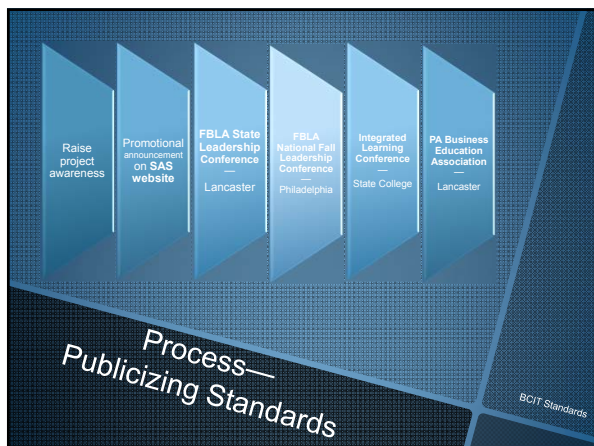 Raise
project
awareness
Promotional
announcement
on SAS
website
FBLA State
Leadership
Conference
—
Lancaster
FBLA
National Fall
Leadership
Conference
—
Philadelphia
Integrated
Learning
Conference
—
State College
PA Business
Education
Association
—
Lancaster
Process—
Publicizing Standards
BCIT Standards